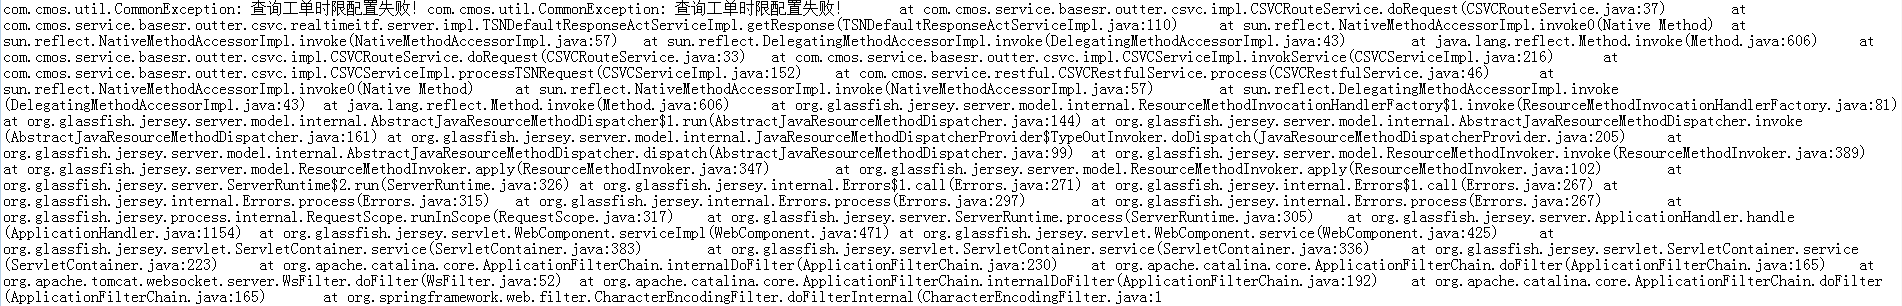 com.cmos.util.CommonException: 查询工单时限配置失败! com.cmos.util.CommonException: 查询工单时限配置失败! at com.cmos.service.basesr.outter.csvc.impl.CSVCRouteService.doRequest(CSVCRouteService.java:37) at
com.cmos.service.basesr.outter.csvc.realtimeitf.server.impl.TSNDefaultResponseActServiceImpl.getResponse(TSNDefaultResponseActServiceImpl.java:110) at sun.reflect.NativeMethodAccessorImpl.invoke0(Native Method) at
sun.reflect.NativeMethodAccessorImpl.invoke(NativeMethodAccessorImpl.java:57) at sun.reflect.DelegatingMethodAccessorImpl.invoke(DelegatingMethodAccessorImpl.java:43) at java.lang.reflect.Method.invoke(Method.java:606) at
com.cmos.service.basesr.outter.csvc.impl.CSVCRouteService.doRequest(CSVCRouteService.java:33) at com.cmos.service.basesr.outter.csvc.impl.CSVCServiceImpl.invokService(CSVCServiceImpl.java:216) at
com.cmos.service.basesr.outter.csvc.impl.CSVCServiceImpl.processTSNRequest(CSVCServiceImpl.java:152) at com.cmos.service.restful.CSVCRestfulService.process(CSVCRestfulService.java:46) at
sun.reflect.NativeMethodAccessorImpl.invoke0(Native Method) at sun.reflect.NativeMethodAccessorImpl.invoke(NativeMethodAccessorImpl.java:57) at sun.reflect.DelegatingMethodAccessorImpl.invoke
(DelegatingMethodAccessorImpl.java:43) at java.lang.reflect.Method.invoke(Method.java:606) at org.glassfish.jersey.server.model.internal.ResourceMethodInvocationHandlerFactory$1.invoke(ResourceMethodInvocationHandlerFactory.java:81)
at org.glassfish.jersey.server.model.internal.AbstractJavaResourceMethodDispatcher$1.run(AbstractJavaResourceMethodDispatcher.java:144) at org.glassfish.jersey.server.model.internal.AbstractJavaResourceMethodDispatcher.invoke
(AbstractJavaResourceMethodDispatcher.java:161) at org.glassfish.jersey.server.model.internal.JavaResourceMethodDispatcherProvider$TypeOutInvoker.doDispatch(JavaResourceMethodDispatcherProvider.java:205) at
org.glassfish.jersey.server.model.internal.AbstractJavaResourceMethodDispatcher.dispatch(AbstractJavaResourceMethodDispatcher.java:99) at org.glassfish.jersey.server.model.ResourceMethodInvoker.invoke(ResourceMethodInvoker.java:389)
at org.glassfish.jersey.server.model.ResourceMethodInvoker.apply(ResourceMethodInvoker.java:347) at org.glassfish.jersey.server.model.ResourceMethodInvoker.apply(ResourceMethodInvoker.java:102) at
org.glassfish.jersey.server.ServerRuntime$2.run(ServerRuntime.java:326) at org.glassfish.jersey.internal.Errors$1.call(Errors.java:271) at org.glassfish.jersey.internal.Errors$1.call(Errors.java:267) at
org.glassfish.jersey.internal.Errors.process(Errors.java:315) at org.glassfish.jersey.internal.Errors.process(Errors.java:297) at org.glassfish.jersey.internal.Errors.process(Errors.java:267) at
org.glassfish.jersey.process.internal.RequestScope.runInScope(RequestScope.java:317) at org.glassfish.jersey.server.ServerRuntime.process(ServerRuntime.java:305) at org.glassfish.jersey.server.ApplicationHandler.handle
(ApplicationHandler.java:1154) at org.glassfish.jersey.servlet.WebComponent.serviceImpl(WebComponent.java:471) at org.glassfish.jersey.servlet.WebComponent.service(WebComponent.java:425) at
org.glassfish.jersey.servlet.ServletContainer.service(ServletContainer.java:383) at org.glassfish.jersey.servlet.ServletContainer.service(ServletContainer.java:336) at org.glassfish.jersey.servlet.ServletContainer.service
(ServletContainer.java:223) at org.apache.catalina.core.ApplicationFilterChain.internalDoFilter(ApplicationFilterChain.java:230) at org.apache.catalina.core.ApplicationFilterChain.doFilter(ApplicationFilterChain.java:165) at
org.apache.tomcat.websocket.server.WsFilter.doFilter(WsFilter.java:52) at org.apache.catalina.core.ApplicationFilterChain.internalDoFilter(ApplicationFilterChain.java:192) at org.apache.catalina.core.ApplicationFilterChain.doFilter
(ApplicationFilterChain.java:165) at org.springframework.web.filter.CharacterEncodingFilter.doFilterInternal(CharacterEncodingFilter.java:1